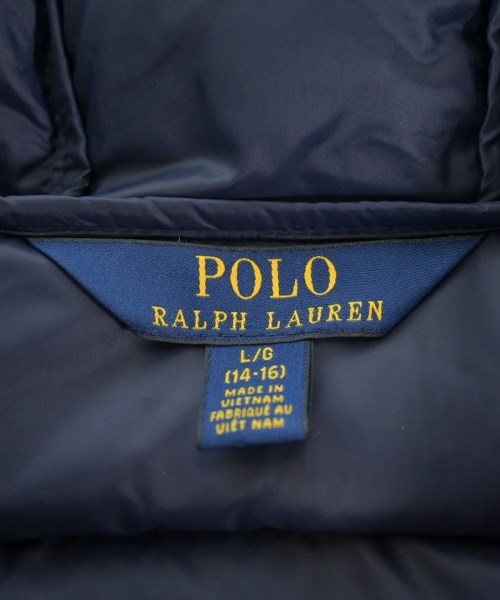 POLO
RALPH LAUREN
L/G
(14-16)
MADE IN
VIETNAM
FABRIQUÉ AU
VIÊT NAM